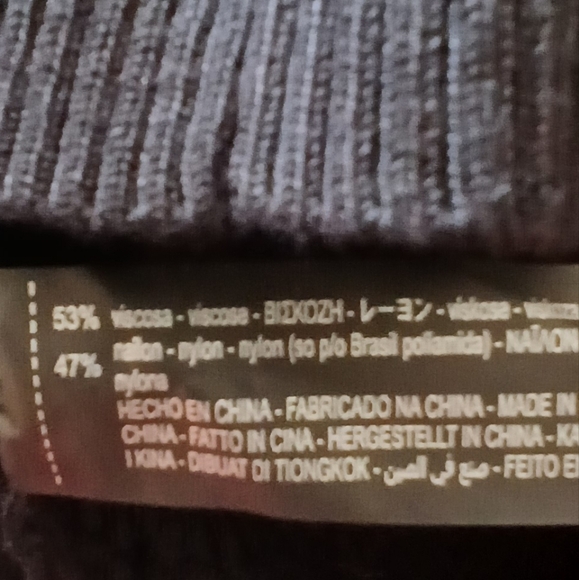 53% viscosa - viscosa - ΒΙΣΚΟΖΗ - レーヨン - viskose -
47% nailon - nylon - nylon (so p/o Brasil poliamida) - ΝΑΪΛΟΝ
nylona
HECHO EN CHINA - FABRICADO NA CHINA - MADE IN
CHINA - FATTO IN CINA - HERGESTELLT IN CHINA - KA
I KINA - DIBUAT DI TIONGKOK - صنع في الصين - FEITO E